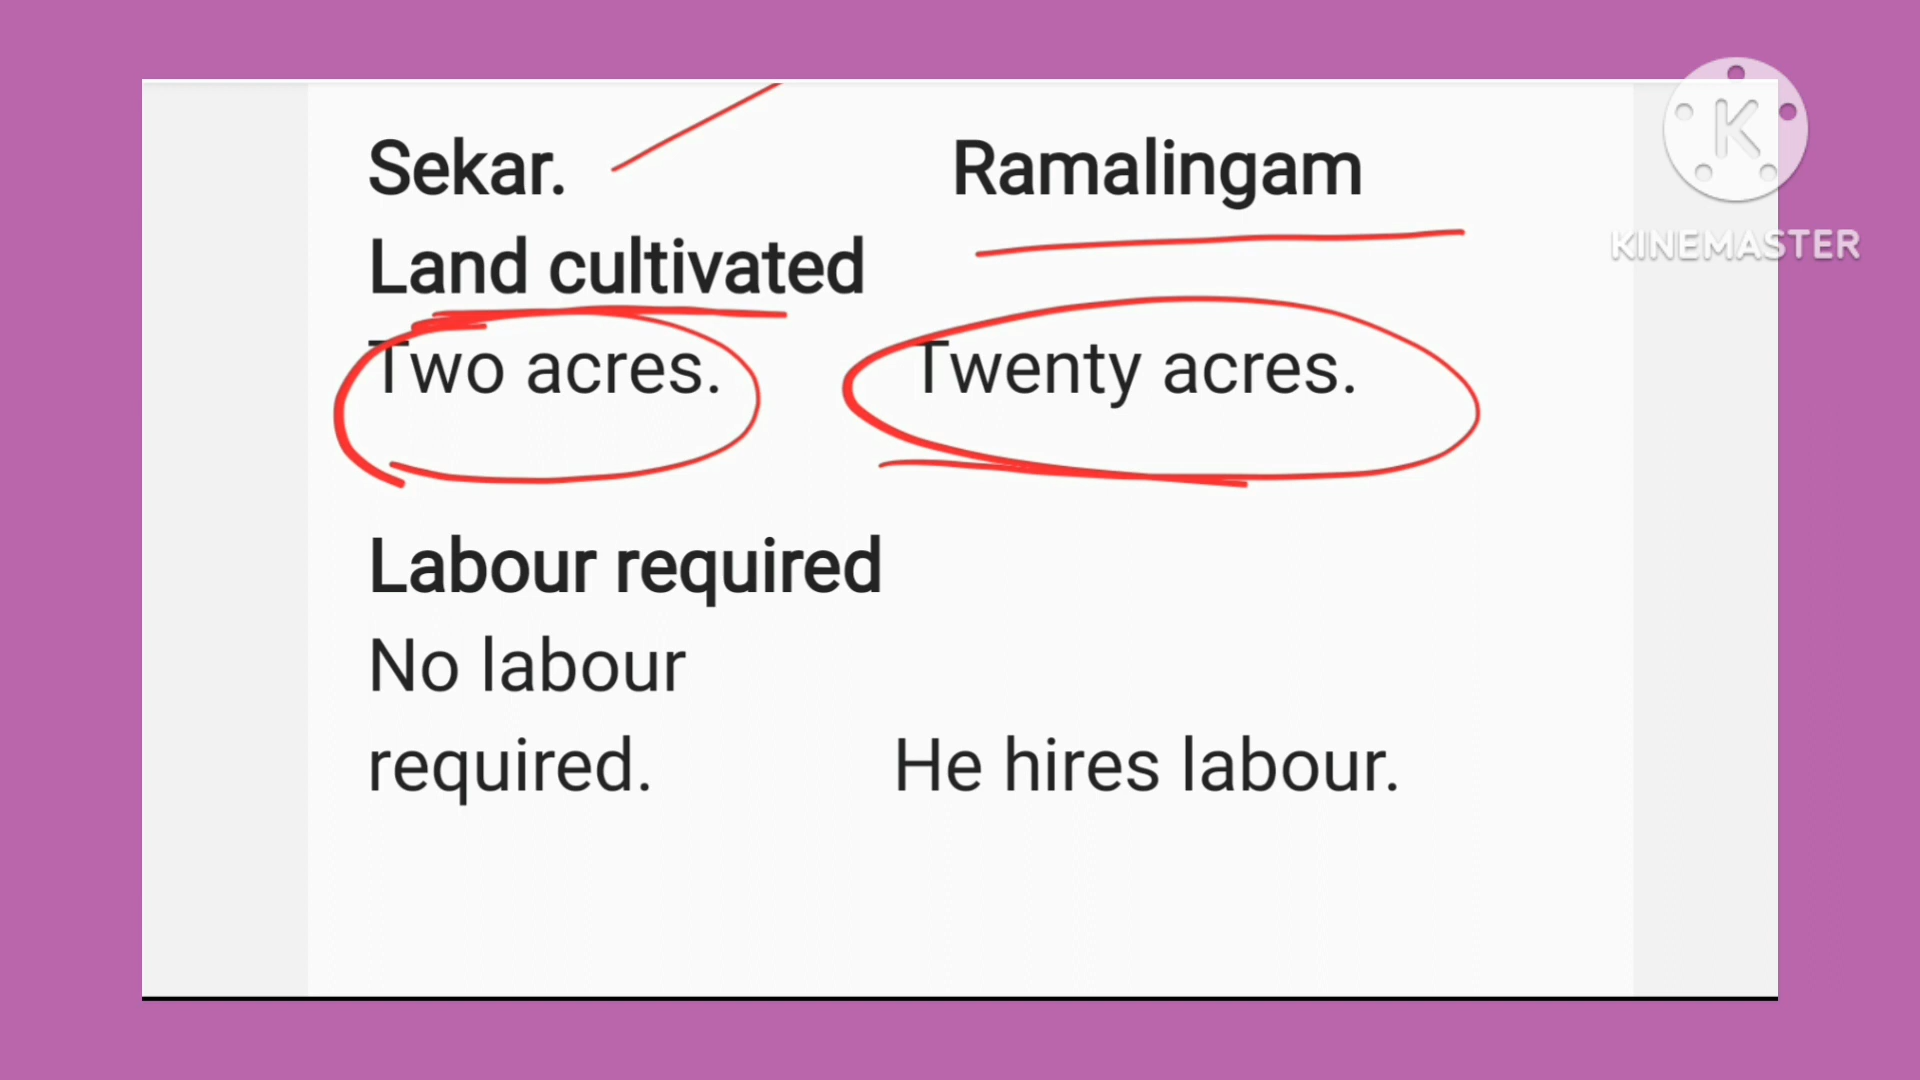 Sekar. Ramalingam
Land cultivated
Two acres. Twenty acres.
Labour required
No labour
required. He hires labour.
K
KINEMASTER